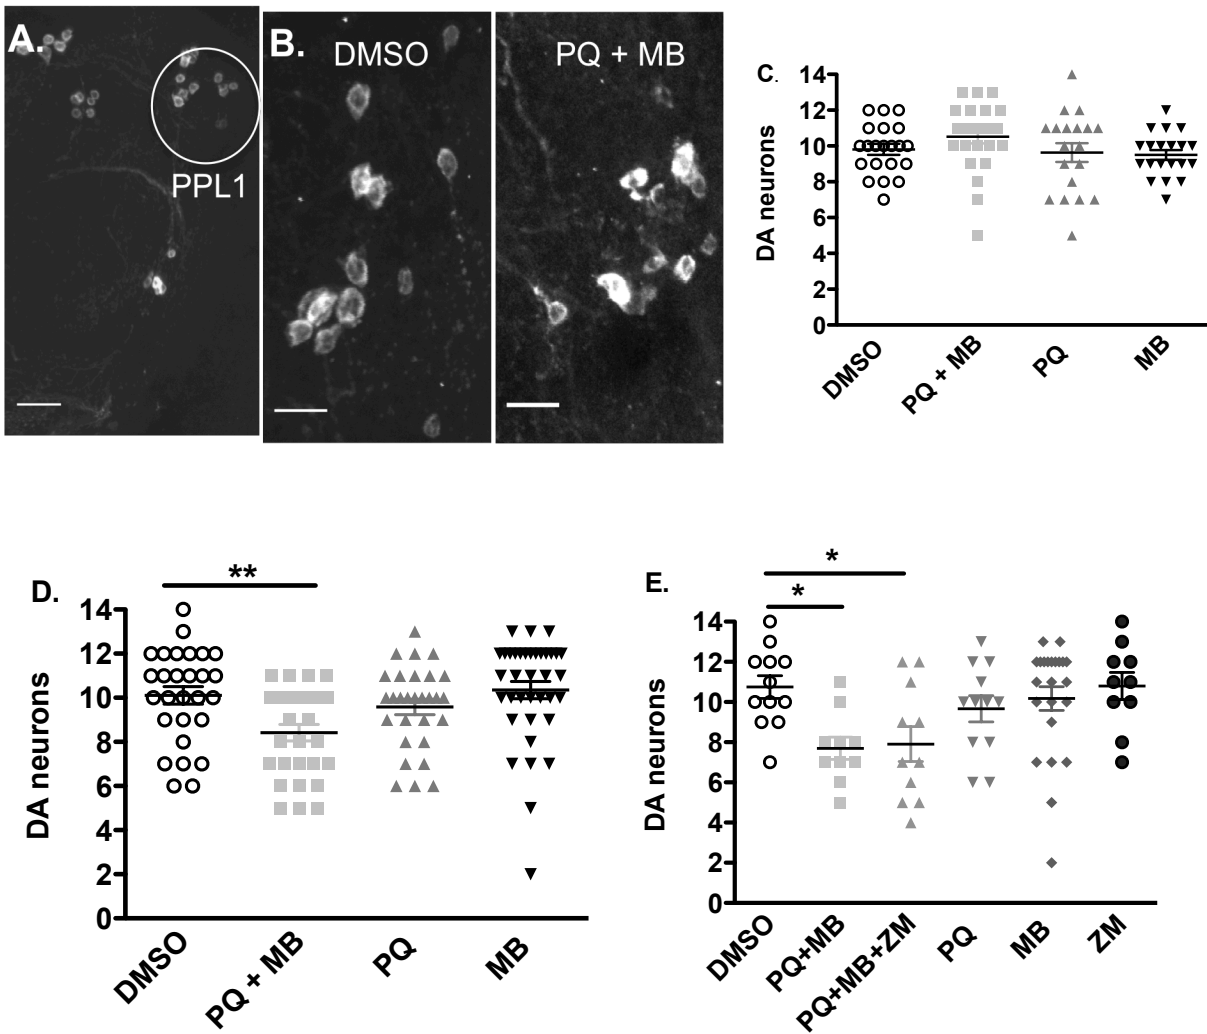 A.
PPL1
B.
DMSO
PQ + MB
C.
DA neurons
14
12
10
8
6
4
2
0
DMSO
PQ + MB
PQ
MB
D.
**
DA neurons
14
12
10
8
6
4
2
0
DMSO
PQ + MB
PQ
MB
E.
*
*
DA neurons
14
12
10
8
6
4
2
0
DMSO
PQ+MB
PQ+MB+ZM
PQ
MB
ZM